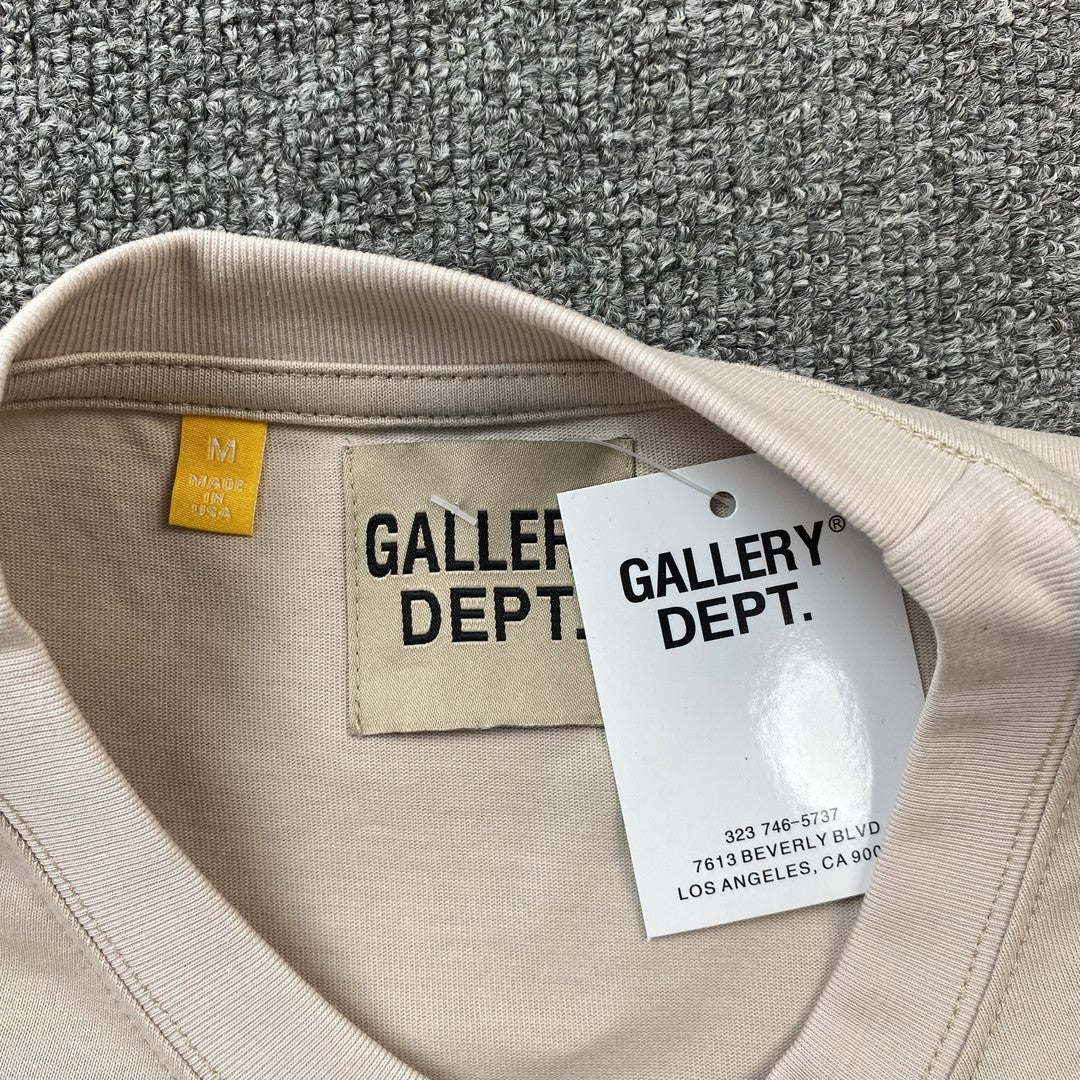 M
MADE
IN
USA
GALLER
DEPT.
GALLERY®
DEPT.
323 746-5737
7613 BEVERLY BLVD
LOS ANGELES, CA 900